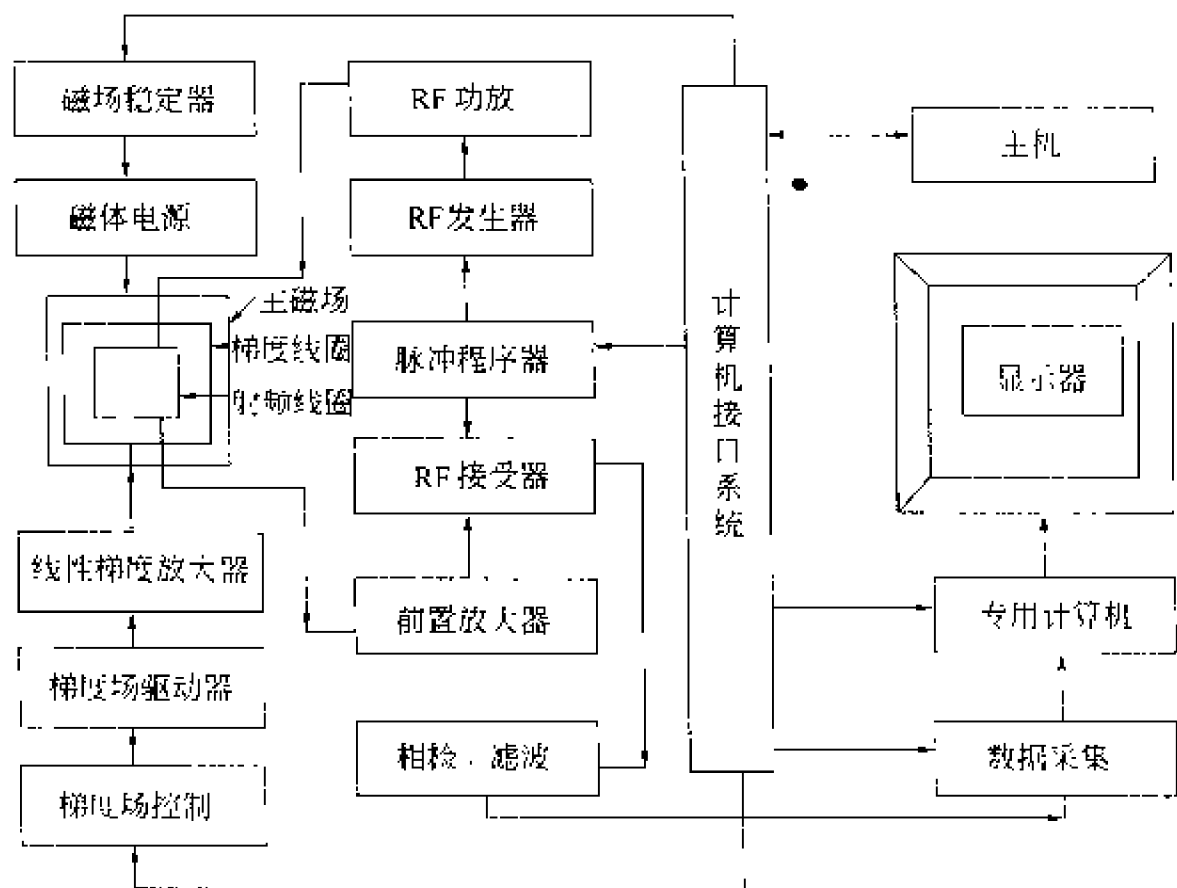 磁场稳定器
RF 功放
主机
磁体电源
RF发生器
主磁场
梯度线圈
射频线圈
脉冲程序器
计算机接口系统
显示器
RF 接受器
线性梯度放大器
前置放大器
专用计算机
梯度场驱动器
相检、滤波
数据采集
梯度场控制